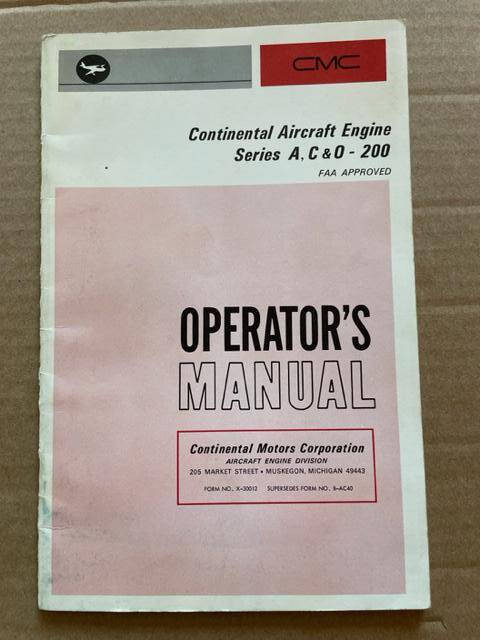 CMC
Continental Aircraft Engine
Series A, C & O - 200
FAA APPROVED
OPERATOR'S
MANUAL
Continental Motors Corporation
AIRCRAFT ENGINE DIVISION
205 MARKET STREET • MUSKEGON, MICHIGAN 49443
FORM NO. X-30012 SUPERSEDES FORM NO. II-AC40